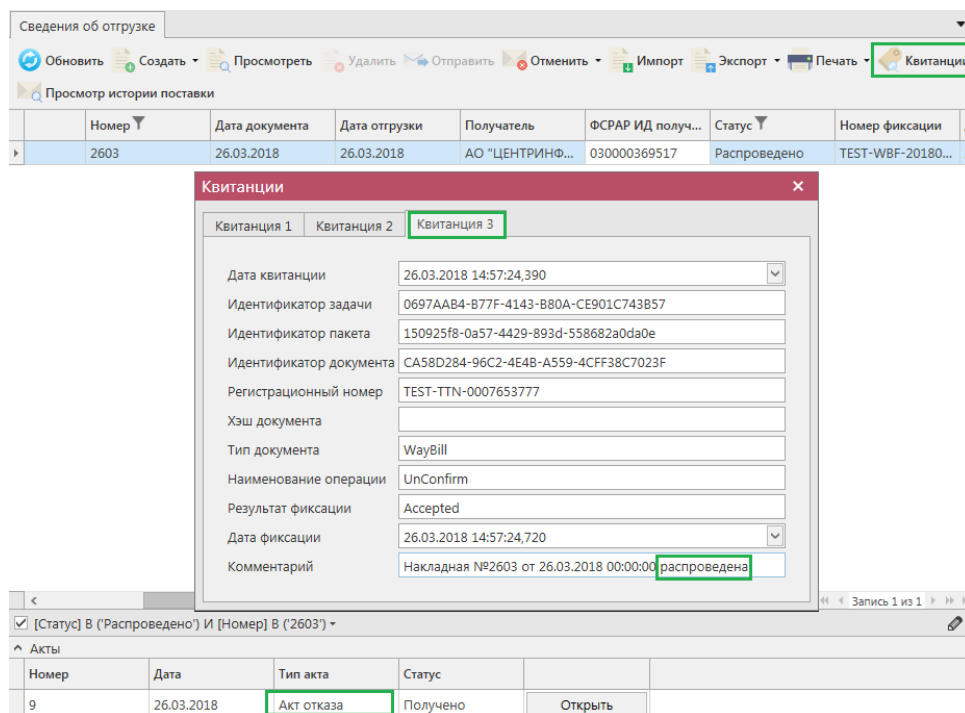 Сведения об отгрузке
Обновить Создать Просмотреть Удалить Отправить Отменить Импорт Экспорт Печать Квитанции
Просмотр истории поставки
Номер Дата документа Дата отгрузки Получатель ФСРАР ИД получ... Статус Номер фиксации
2603 26.03.2018 26.03.2018 АО "ЦЕНТРИНФ... 030000369517 Распроведено TEST-WBF-20180...
Квитанции
Квитанция 1 Квитанция 2 Квитанция 3
Дата квитанции 26.03.2018 14:57:24,390
Идентификатор задачи 0697AAB4-B77F-4143-B80A-CE901C743B57
Идентификатор пакета 150925f8-0a57-4429-893d-558682a0da0e
Идентификатор документа CA58D284-96C2-4E4B-A559-4CFF38C7023F
Регистрационный номер TEST-TTN-0007653777
Хэш документа
Тип документа WayBill
Наименование операции UnConfirm
Результат фиксации Accepted
Дата фиксации 26.03.2018 14:57:24,720
Комментарий Накладная №2603 от 26.03.2018 00:00:00 распроведена
Запись 1 из 1
[Статус] В ('Распроведено') И [Номер] В ('2603')
Акты
Номер Дата Тип акта Статус
9 26.03.2018 Акт отказа Получено Открыть